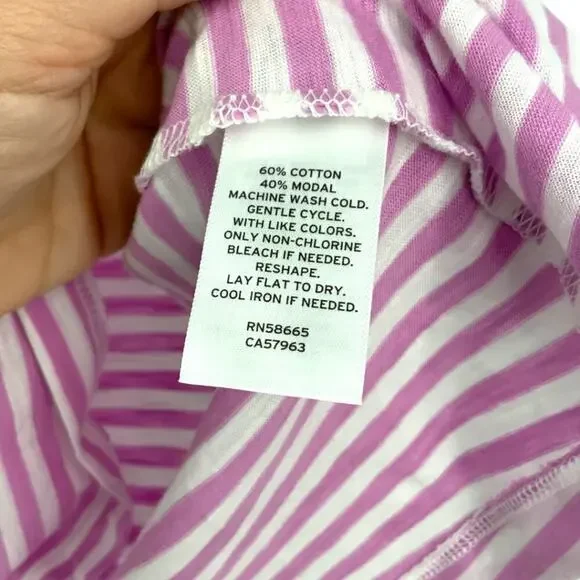 60% COTTON
40% MODAL
MACHINE WASH COLD.
GENTLE CYCLE.
WITH LIKE COLORS.
ONLY NON-CHLORINE
BLEACH IF NEEDED.
RESHAPE.
LAY FLAT TO DRY.
COOL IRON IF NEEDED.
RN58665
CA57963